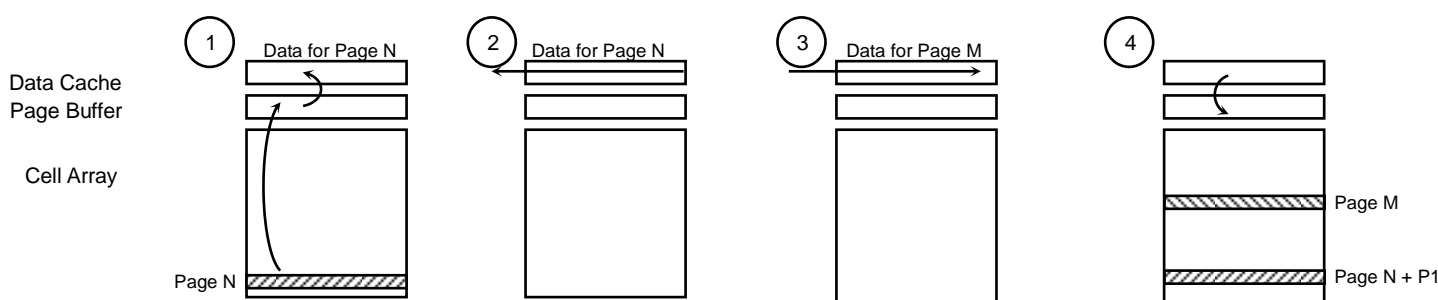 1
Data for Page N
2
Data for Page N
3
Data for Page M
4
Data Cache
Page Buffer
Cell Array
Page M
Page N
Page N + P1